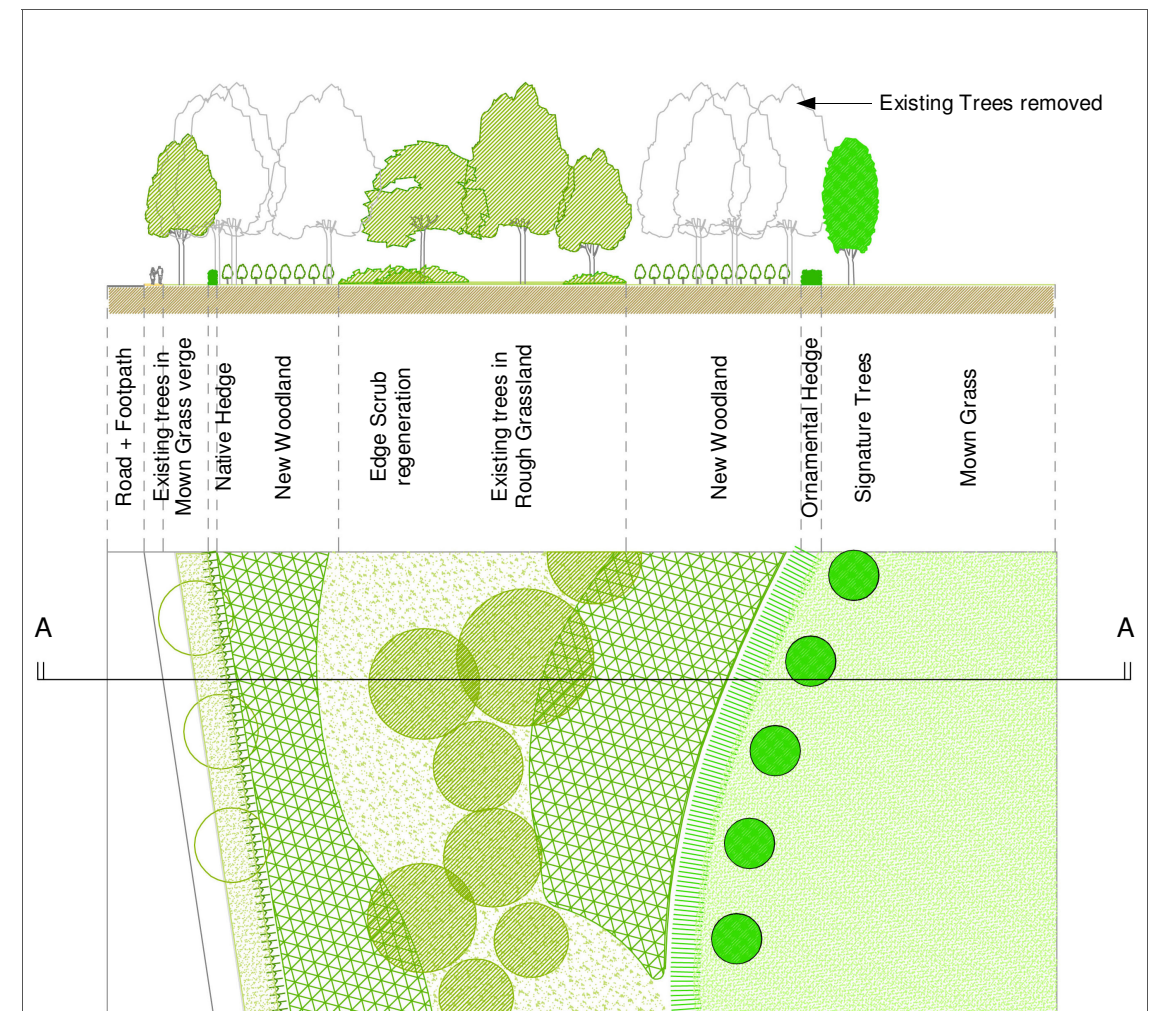 Existing Trees removed
Road + Footpath
Existing trees in
Mown Grass verge
Native Hedge
New Woodland
Edge Scrub
regeneration
Existing trees in
Rough Grassland
New Woodland
Ornamental Hedge
Signature Trees
Mown Grass
A
A